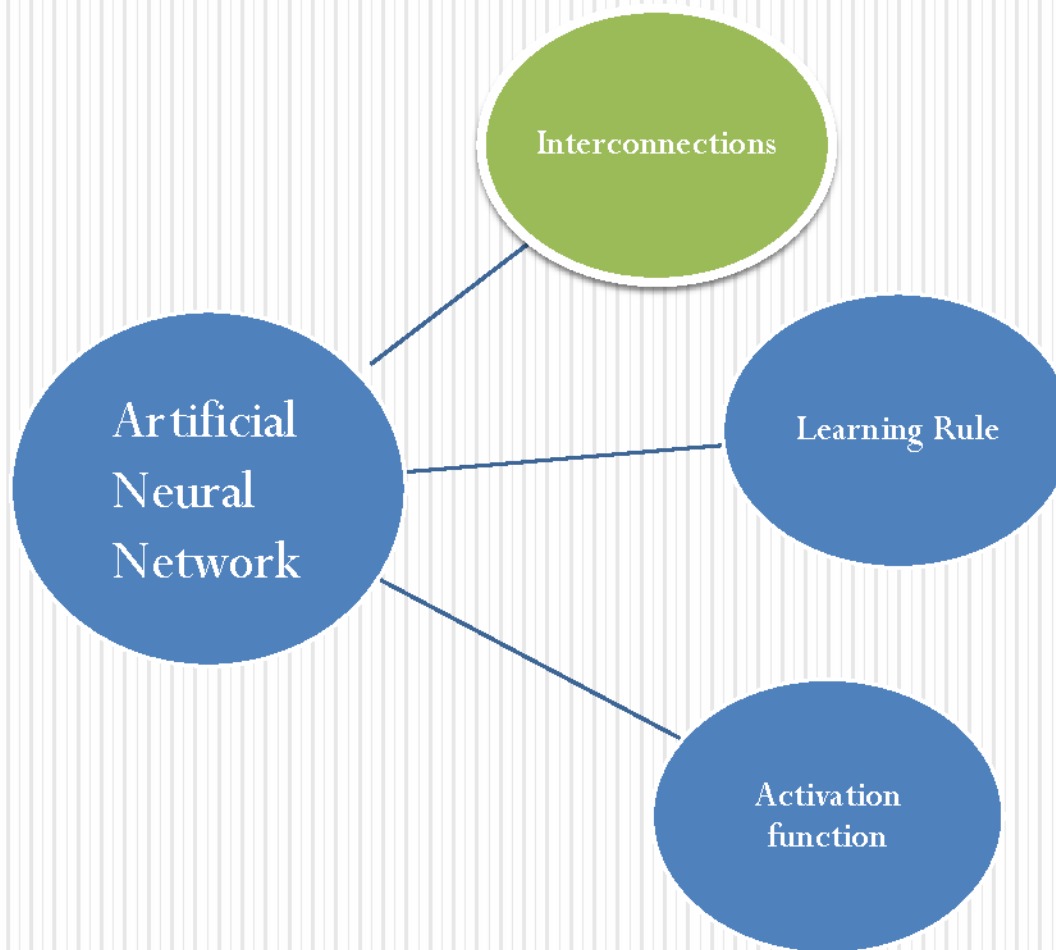 Interconnections
Learning Rule
Artificial
Neural
Network
Activation
function